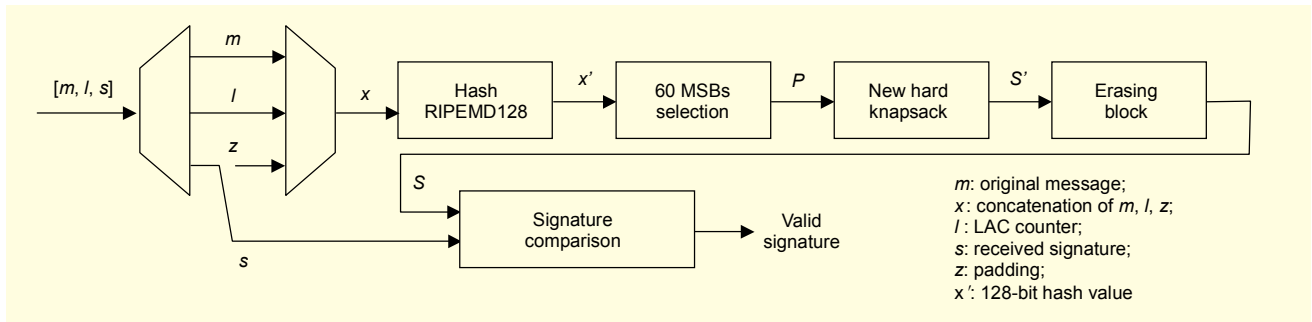 [m, l, s]
m
l
z
s
x
Hash
RIPEMD128
x'
60 MSBs
selection
P
New hard
knapsack
S'
Erasing
block
S
Signature
comparison
Valid
signature
m: original message;
x: concatenation of m, l, z;
l : LAC counter;
s: received signature;
z: padding;
x': 128-bit hash value